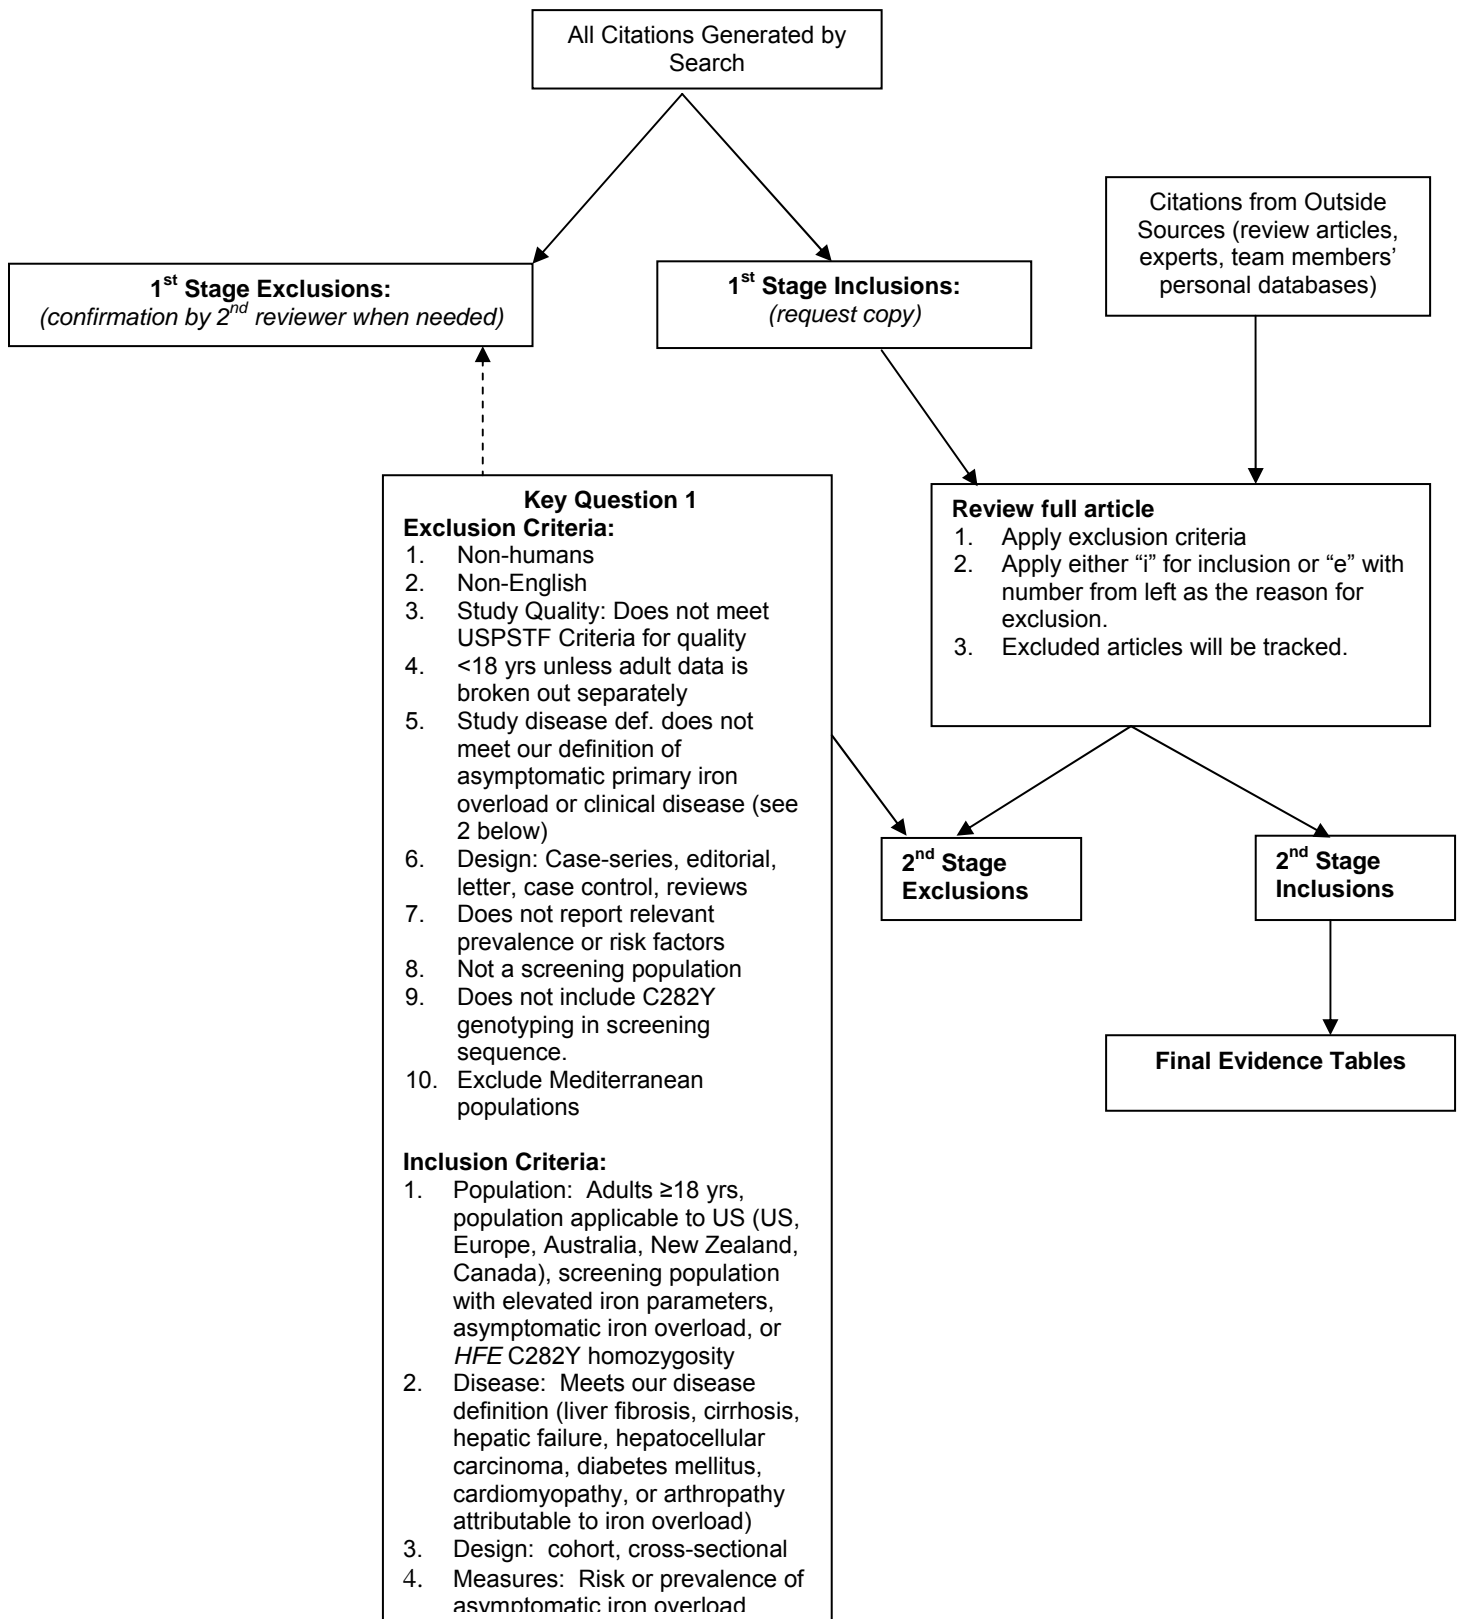 All Citations Generated by
Search
Citations from Outside
Sources (review articles,
experts, team members’
personal databases)
1st Stage Exclusions:
(confirmation by 2nd reviewer when needed)
1st Stage Inclusions:
(request copy)
Key Question 1
Exclusion Criteria:
1. Non-humans
2. Non-English
3. Study Quality: Does not meet
USPSTF Criteria for quality
4. <18 yrs unless adult data is
broken out separately
5. Study disease def. does not
meet our definition of
asymptomatic primary iron
overload or clinical disease (see
2 below)
6. Design: Case-series, editorial,
letter, case control, reviews
7. Does not report relevant
prevalence or risk factors
8. Not a screening population
9. Does not include C282Y
genotyping in screening
sequence.
10. Exclude Mediterranean
populations
Inclusion Criteria:
1. Population: Adults ≥18 yrs,
population applicable to US (US,
Europe, Australia, New Zealand,
Canada), screening population
with elevated iron parameters,
asymptomatic iron overload, or
HFE C282Y homozygosity
2. Disease: Meets our disease
definition (liver fibrosis, cirrhosis,
hepatic failure, hepatocellular
carcinoma, diabetes mellitus,
cardiomyopathy, or arthropathy
attributable to iron overload)
3. Design: cohort, cross-sectional
4. Measures: Risk or prevalence of
asymptomatic iron overload
Review full article
1. Apply exclusion criteria
2. Apply either “i” for inclusion or “e” with
number from left as the reason for
exclusion.
3. Excluded articles will be tracked.
2nd Stage
Exclusions
2nd Stage
Inclusions
Final Evidence Tables